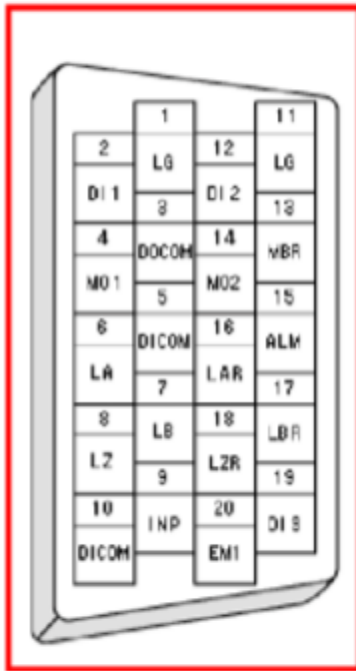 1 11
2 LG 12 LG
DI1 3 DI2 13
4 DOCOM 14 MBR
MO1 5 MO2 15
6 DICOM 16 ALM
LA 7 LAR 17
8 LB 18 LBR
LZ 9 LZR 19
10 INP 20 DI3
DICOM EM1